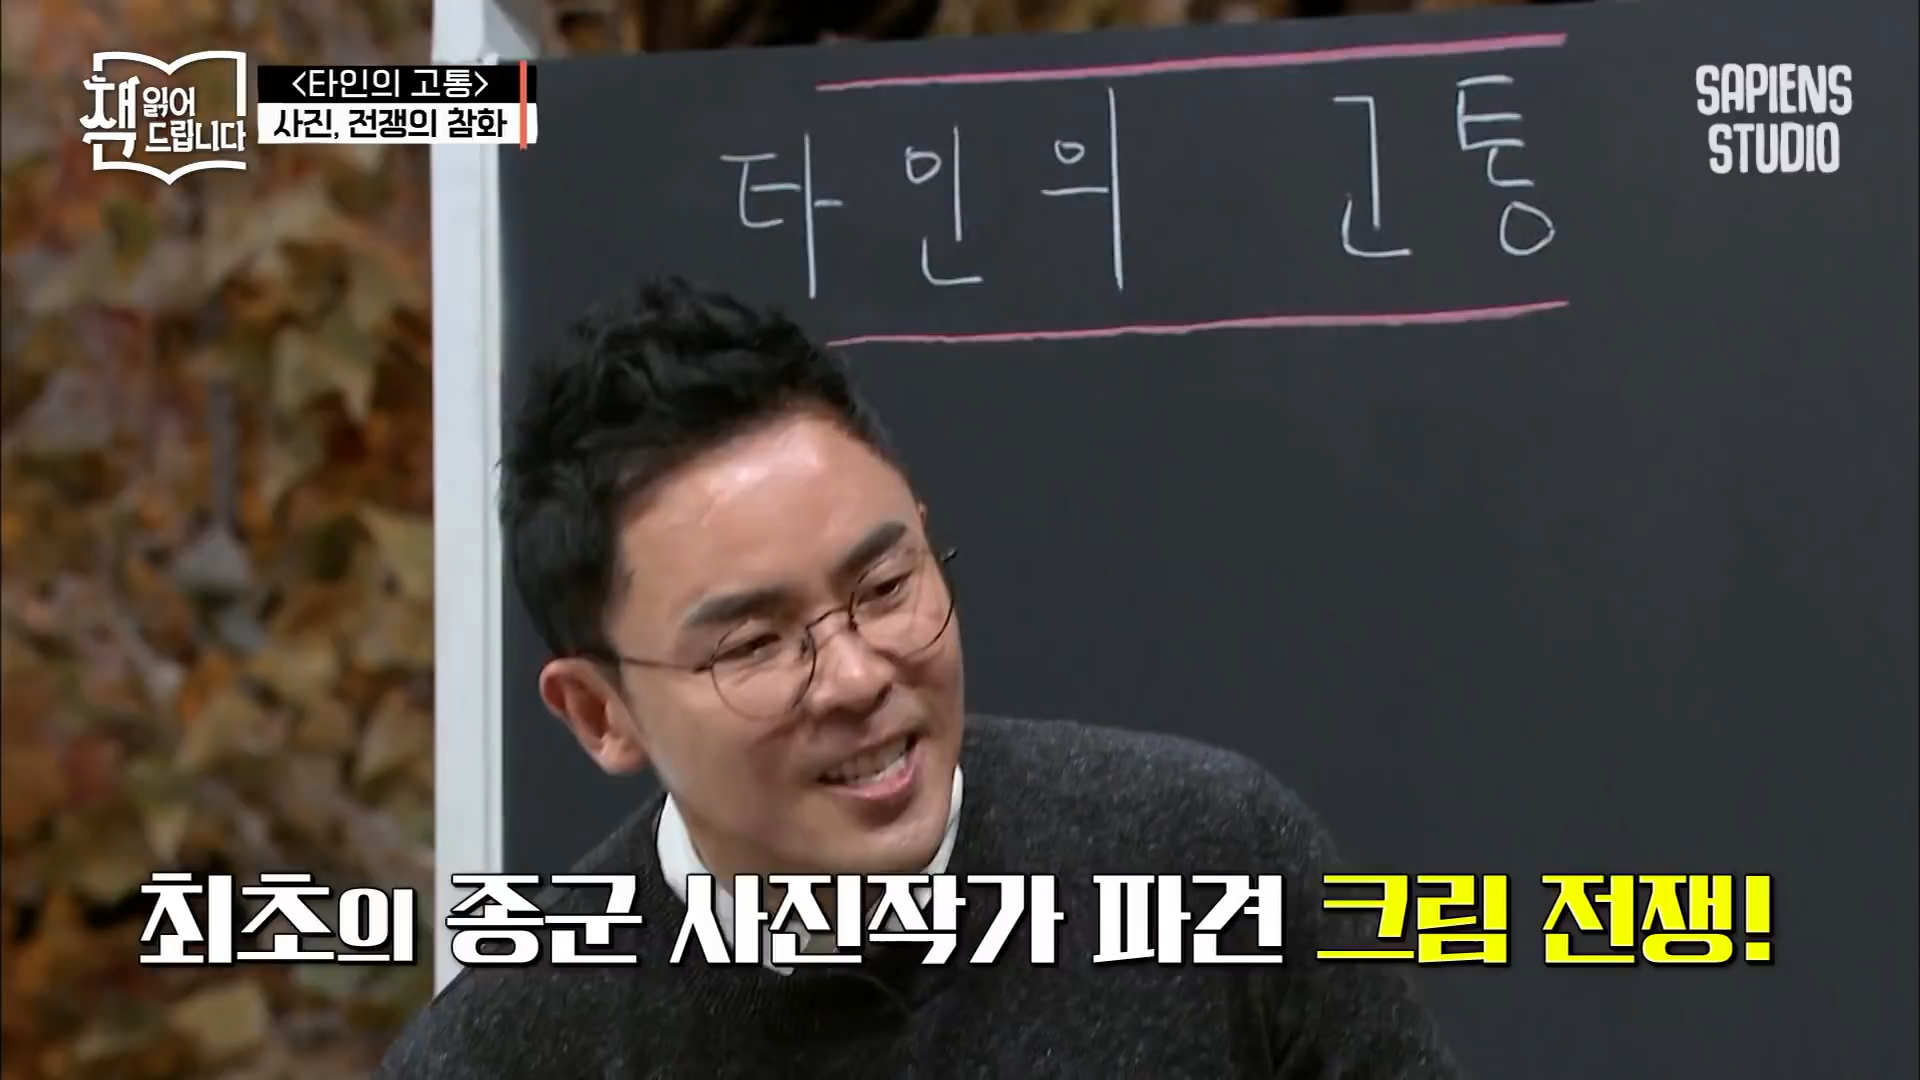 책 읽어
드립니다
<타인의 고통>
사진, 전쟁의 참화
SAPIENS
STUDIO
타인의 고통
최초의 종군 사진작가 파견 크림 전쟁!